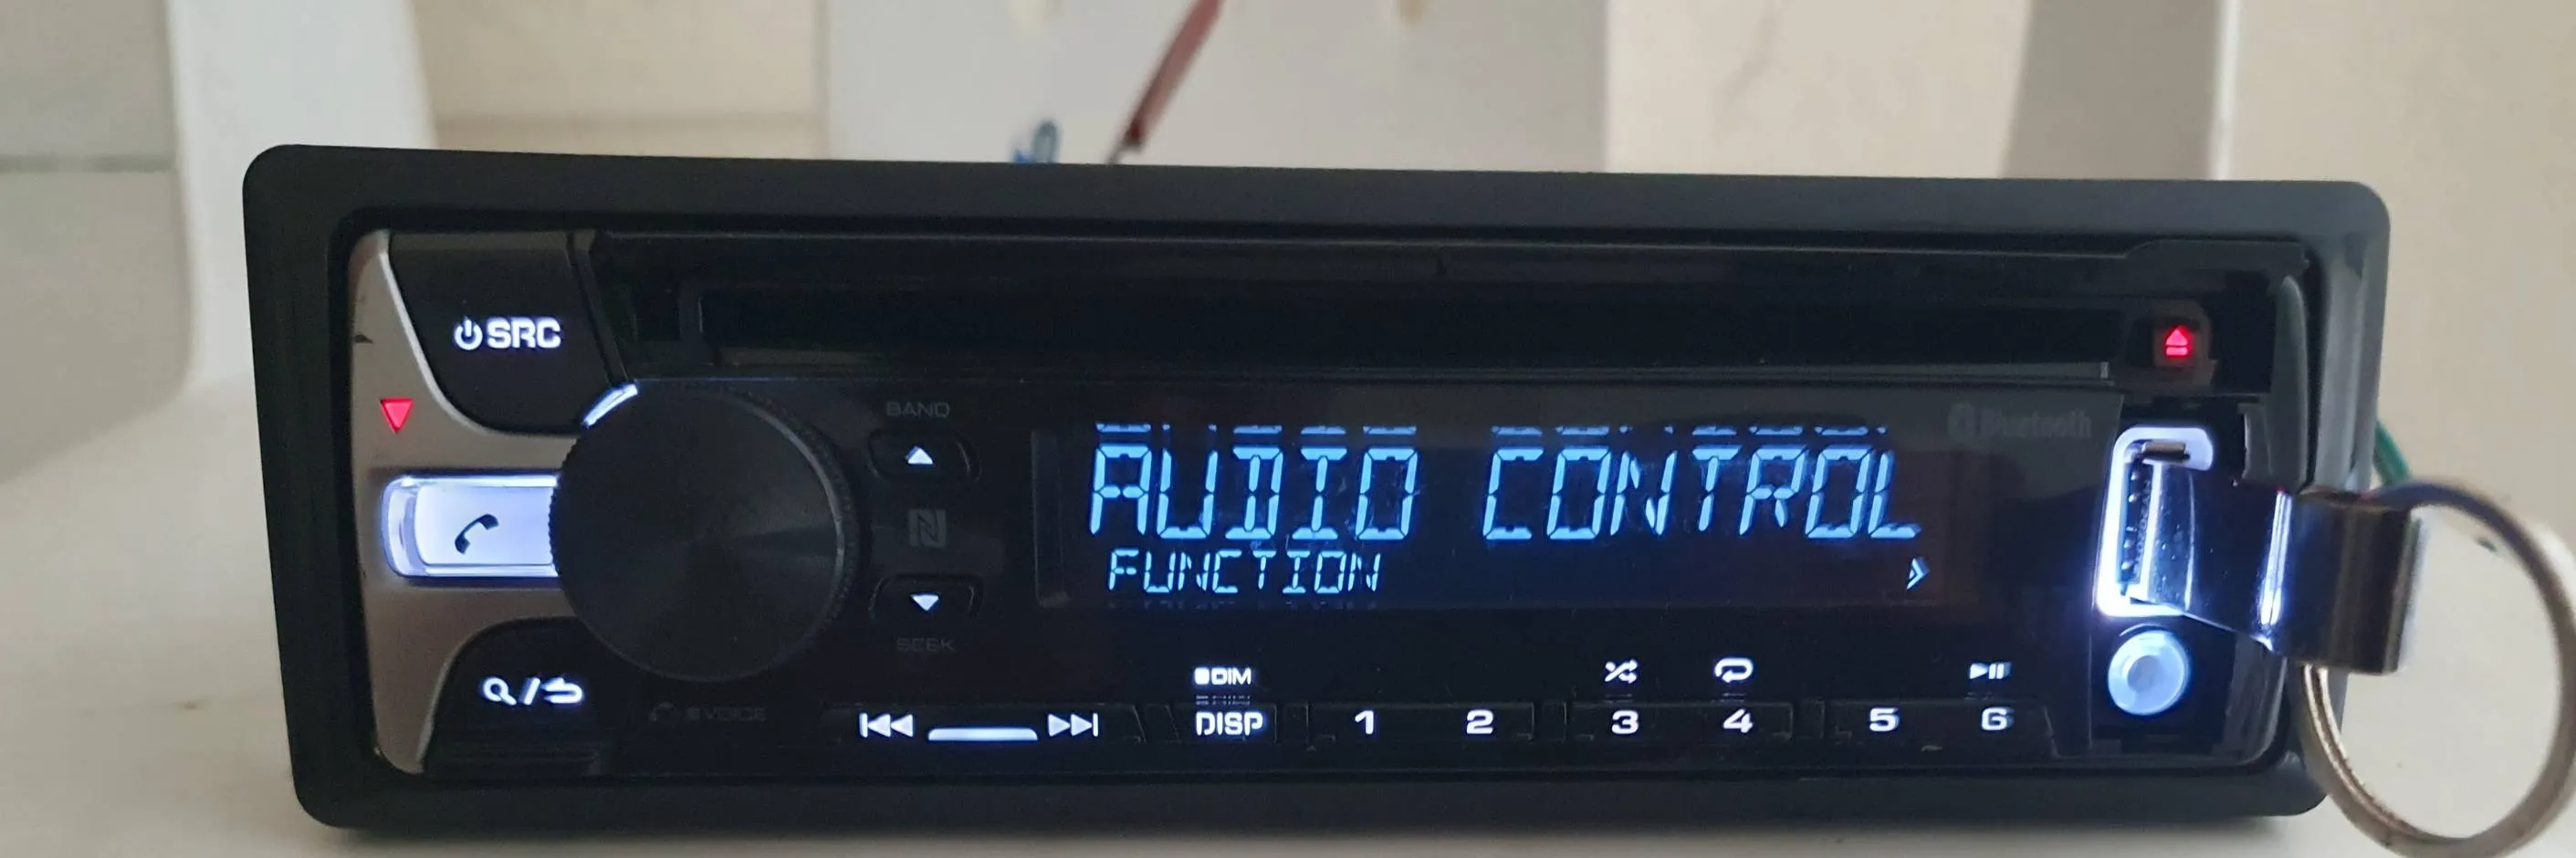 SRC
BAND
Bluetooth
AUDIO CONTROL
FUNCTION
SEEK
DIM
VOICE
DISP 1 2 3 4 5 6